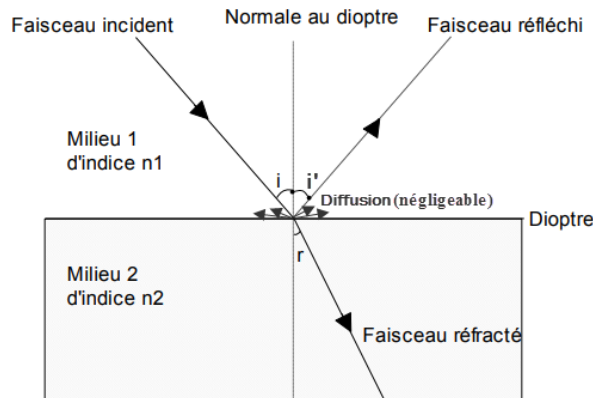 Faisceau incident
Normale au dioptre
Faisceau réfléchi
Milieu 1
d'indice n1
i
i'
Diffusion (négligeable)
Dioptre
r
Milieu 2
d'indice n2
Faisceau réfracté